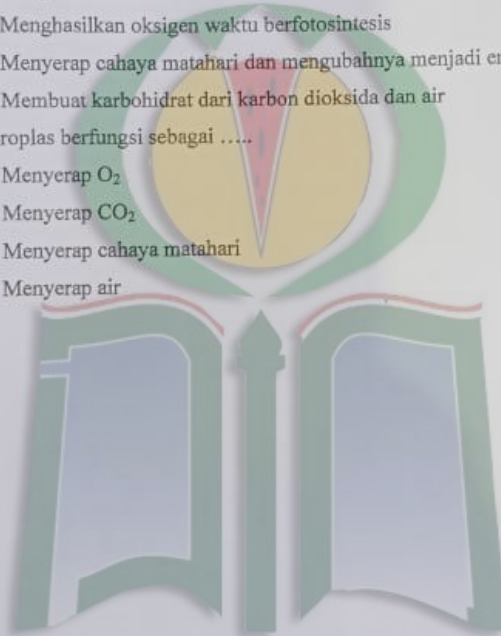 Menghasilkan oksigen waktu berfotosintesis
Menyerap cahaya matahari dan mengubahnya menjadi
Membuat karbohidrat dari karbon dioksida dan air
roplas berfungsi sebagai .....
Menyerap O₂
Menyerap CO₂
Menyerap cahaya matahari
Menyerap air